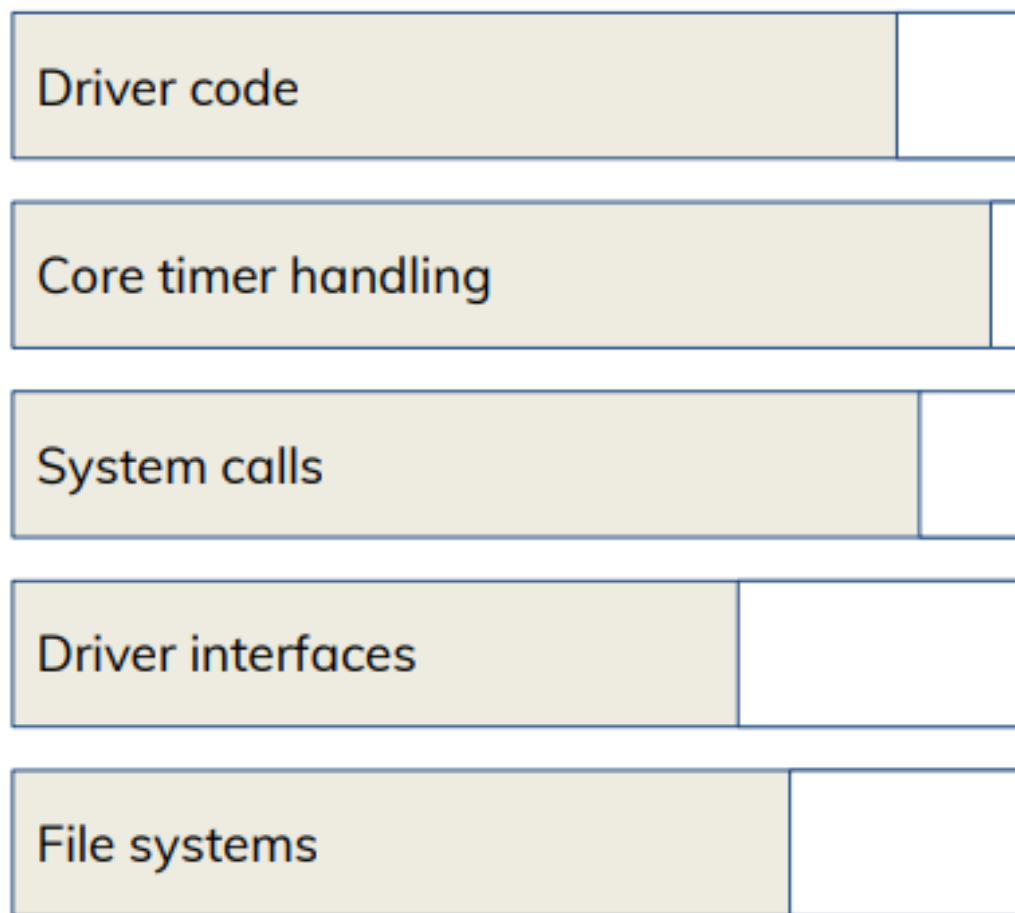 Driver code
Core timer handling
System calls
Driver interfaces
File systems